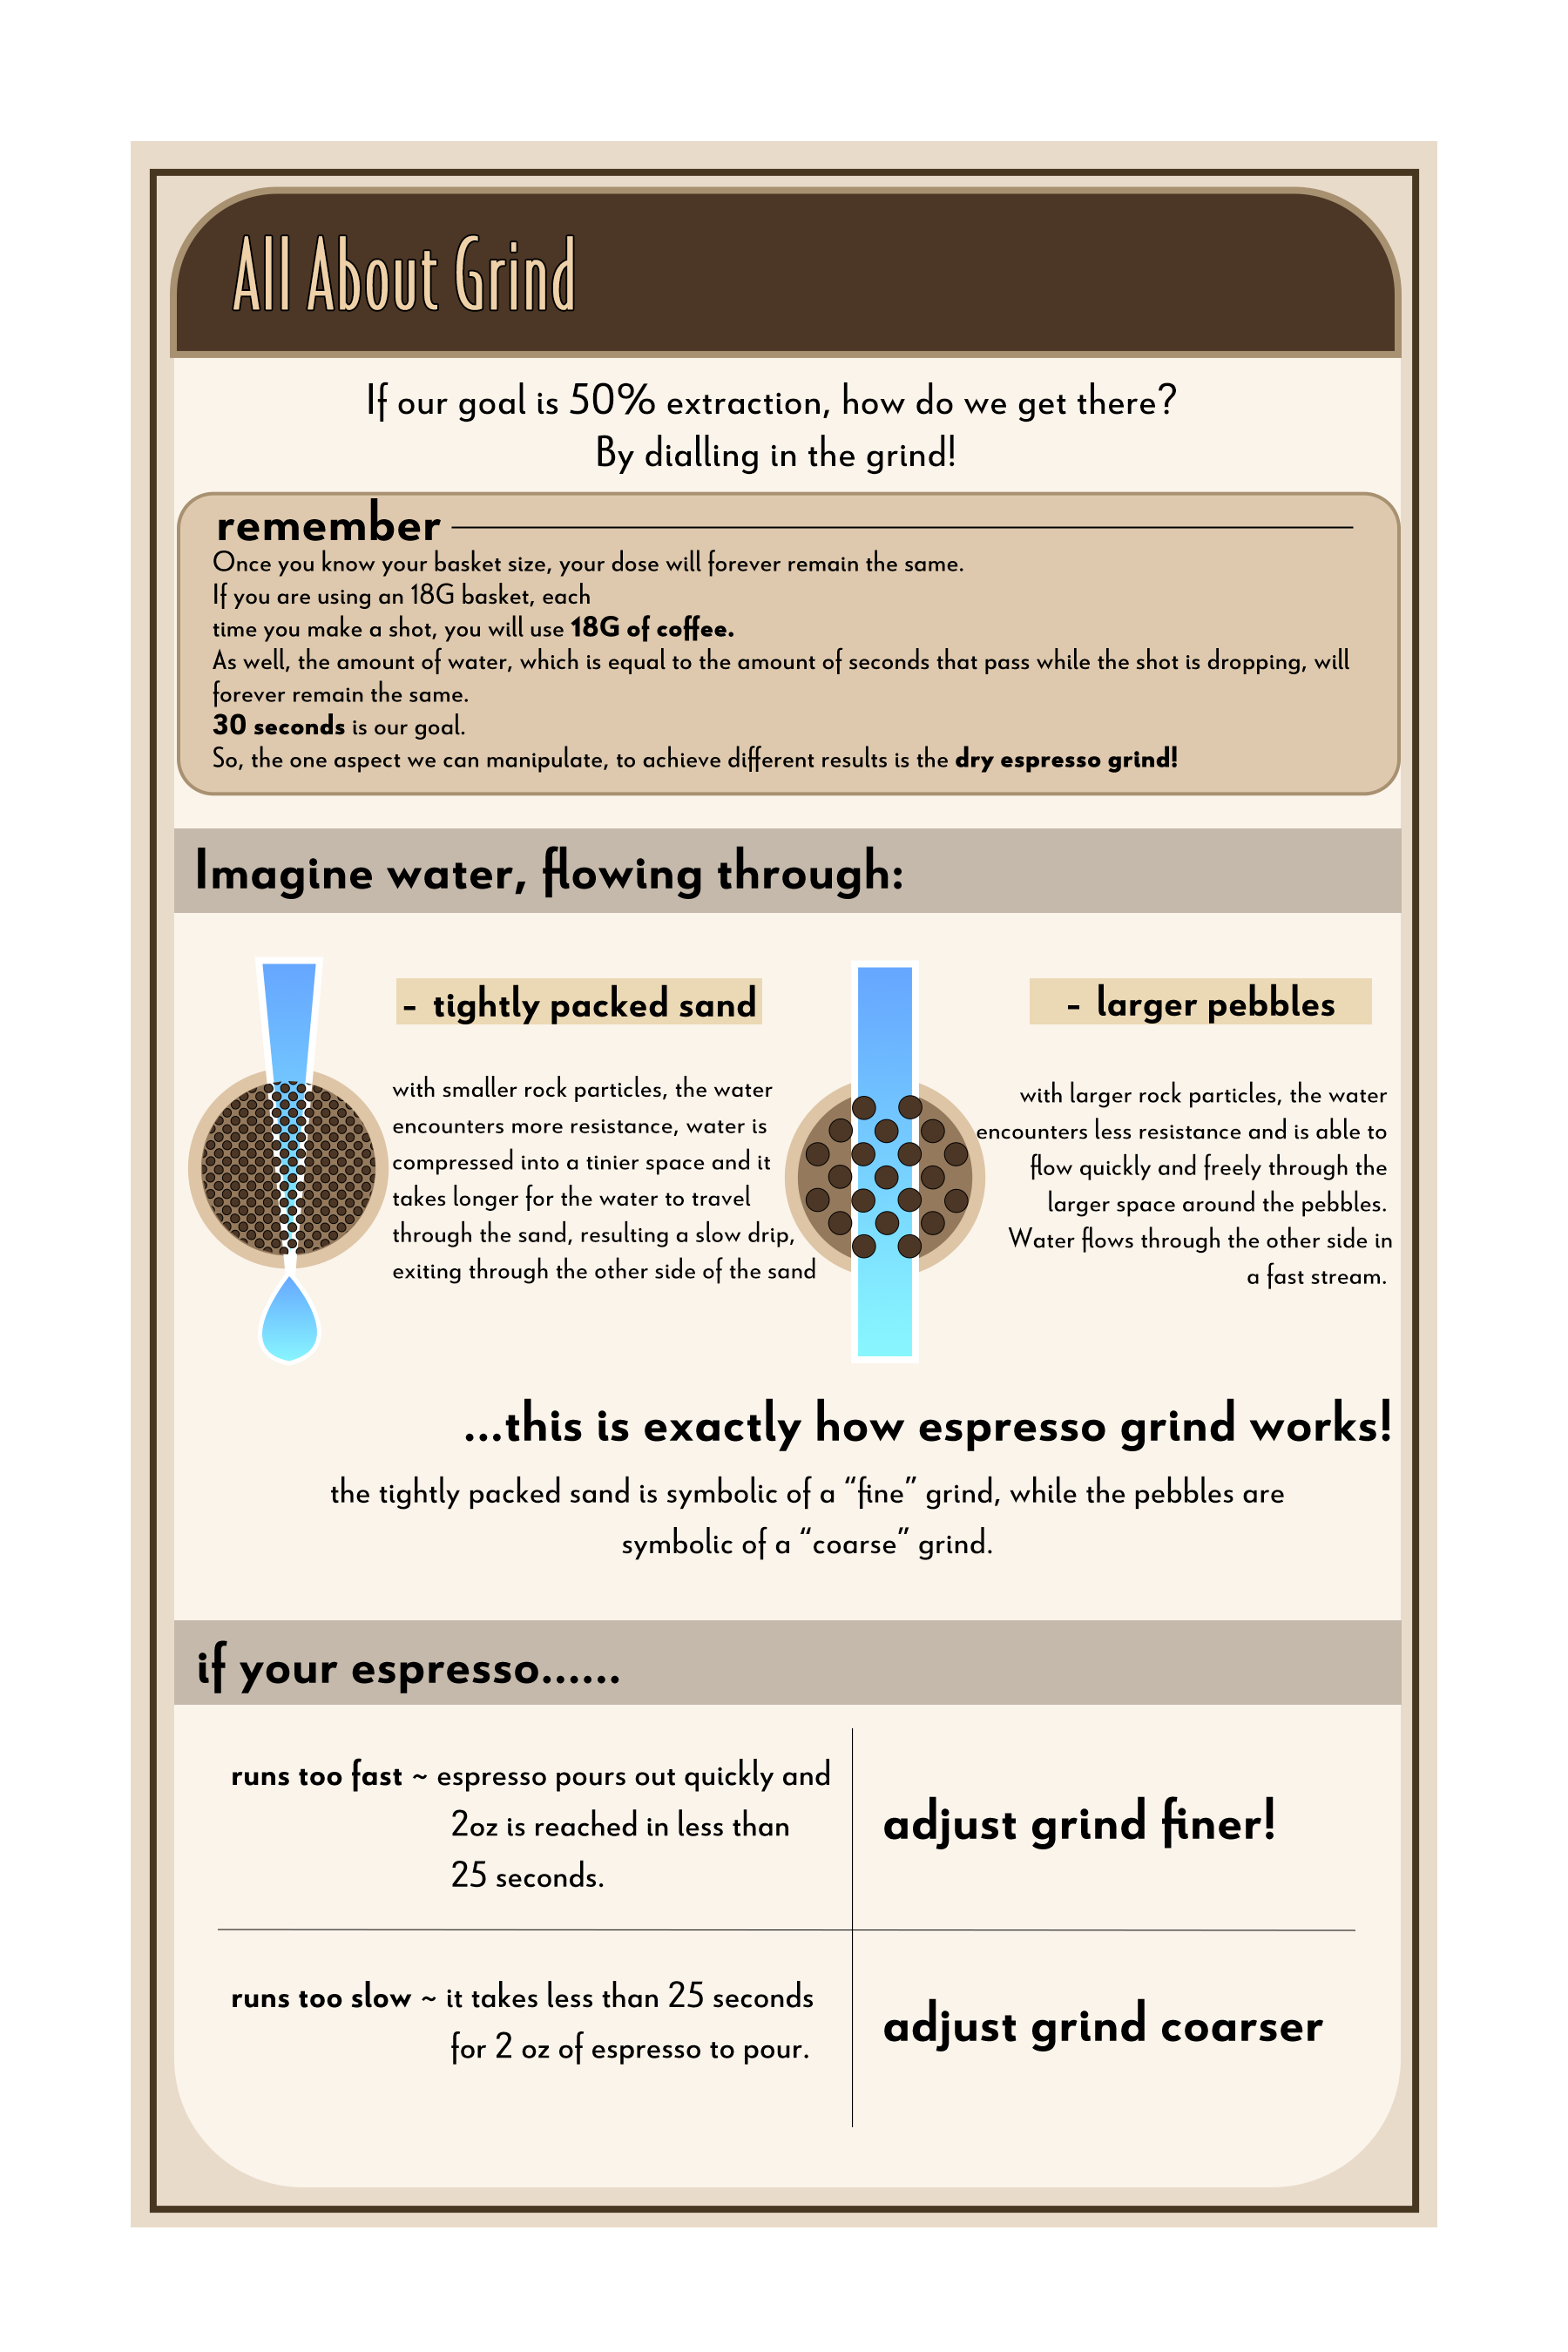 All About Grind
If our goal is 50% extraction, how do we get there?
By dialling in the grind!
remember
Once you know your basket size, your dose will forever remain the same.
If you are using an 18G basket, each
time you make a shot, you will use 18G of coffee.
As well, the amount of water, which is equal to the amount of seconds that pass while the shot is dropping, will
forever remain the same.
30 seconds is our goal.
So, the one aspect we can manipulate, to achieve different results is the dry espresso grind!
Imagine water, flowing through:
- tightly packed sand
with smaller rock particles, the water
encounters more resistance, water is
compressed into a tinier space and it
takes longer for the water to travel
through the sand, resulting a slow drip,
exiting through the other side of the sand
- larger pebbles
with larger rock particles, the water
encounters less resistance and is able to
flow quickly and freely through the
larger space around the pebbles.
Water flows through the other side in
a fast stream.
...this is exactly how espresso grind works!
the tightly packed sand is symbolic of a “fine” grind, while the pebbles are
symbolic of a “coarse” grind.
if your espresso......
runs too fast ~ espresso pours out quickly and
2oz is reached in less than
25 seconds.
adjust grind finer!
runs too slow ~ it takes less than 25 seconds
for 2 oz of espresso to pour.
adjust grind coarser